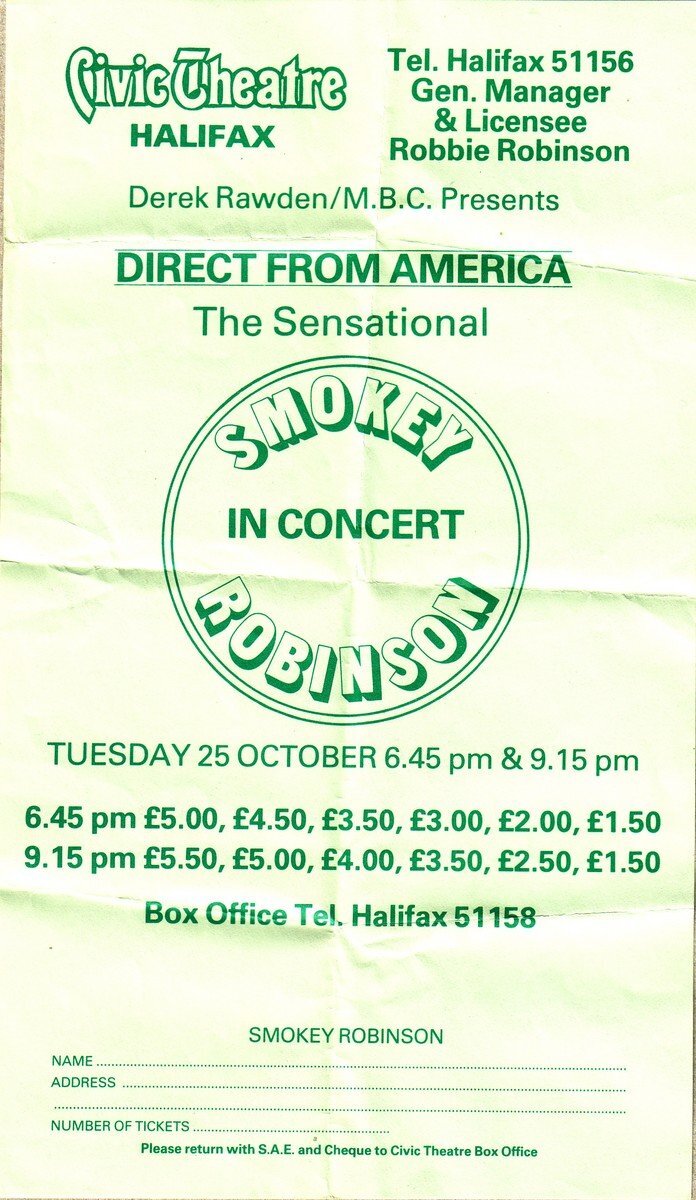 Civic Theatre
HALIFAX
Tel. Halifax 51156
Gen. Manager
& Licensee
Robbie Robinson
Derek Rawden/M.B.C. Presents
DIRECT FROM AMERICA
The Sensational
SMOKEY
IN CONCERT
ROBINSON
TUESDAY 25 OCTOBER 6.45 pm & 9.15 pm
6.45 pm £5.00, £4.50, £3.50, £3.00, £2.00, £1.50
9.15 pm £5.50, £5.00, £4.00, £3.50, £2.50, £1.50
Box Office Tel. Halifax 51158
SMOKEY ROBINSON
NAME
ADDRESS
NUMBER OF TICKETS
Please return with S.A.E. and Cheque to Civic Theatre Box Office